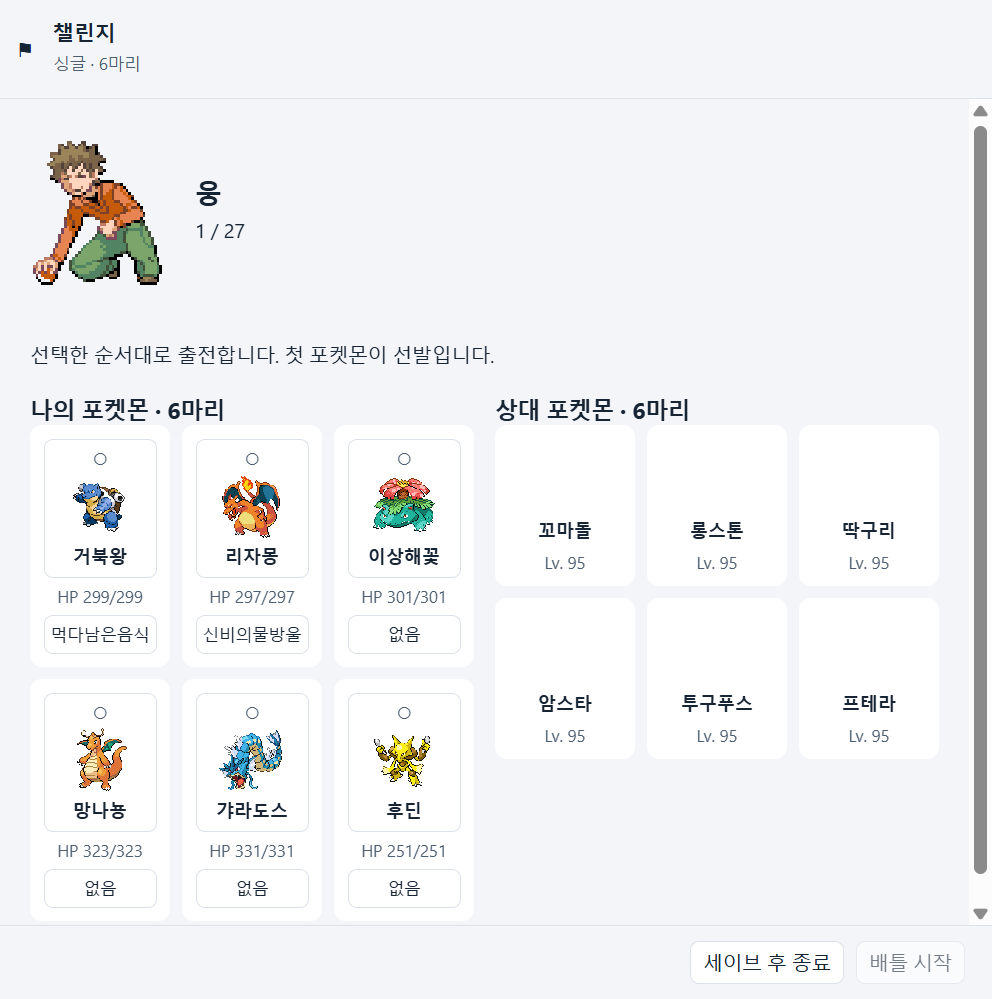 챌린지
싱글 · 6마리
웅
1 / 27
선택한 순서대로 출전합니다. 첫 포켓몬이 선발입니다.
나의 포켓몬 · 6마리
거북왕
리자몽
이상해꽃
HP 299/299
HP 297/297
HP 301/301
먹다남은음식
신비의물방울
없음
망나뇽
갸라도스
후딘
HP 323/323
HP 331/331
HP 251/251
없음
없음
없음
상대 포켓몬 · 6마리
꼬마돌
롱스톤
딱구리
Lv. 95
Lv. 95
Lv. 95
암스타
투구푸스
프테라
Lv. 95
Lv. 95
Lv. 95
세이브 후 종료
배틀 시작